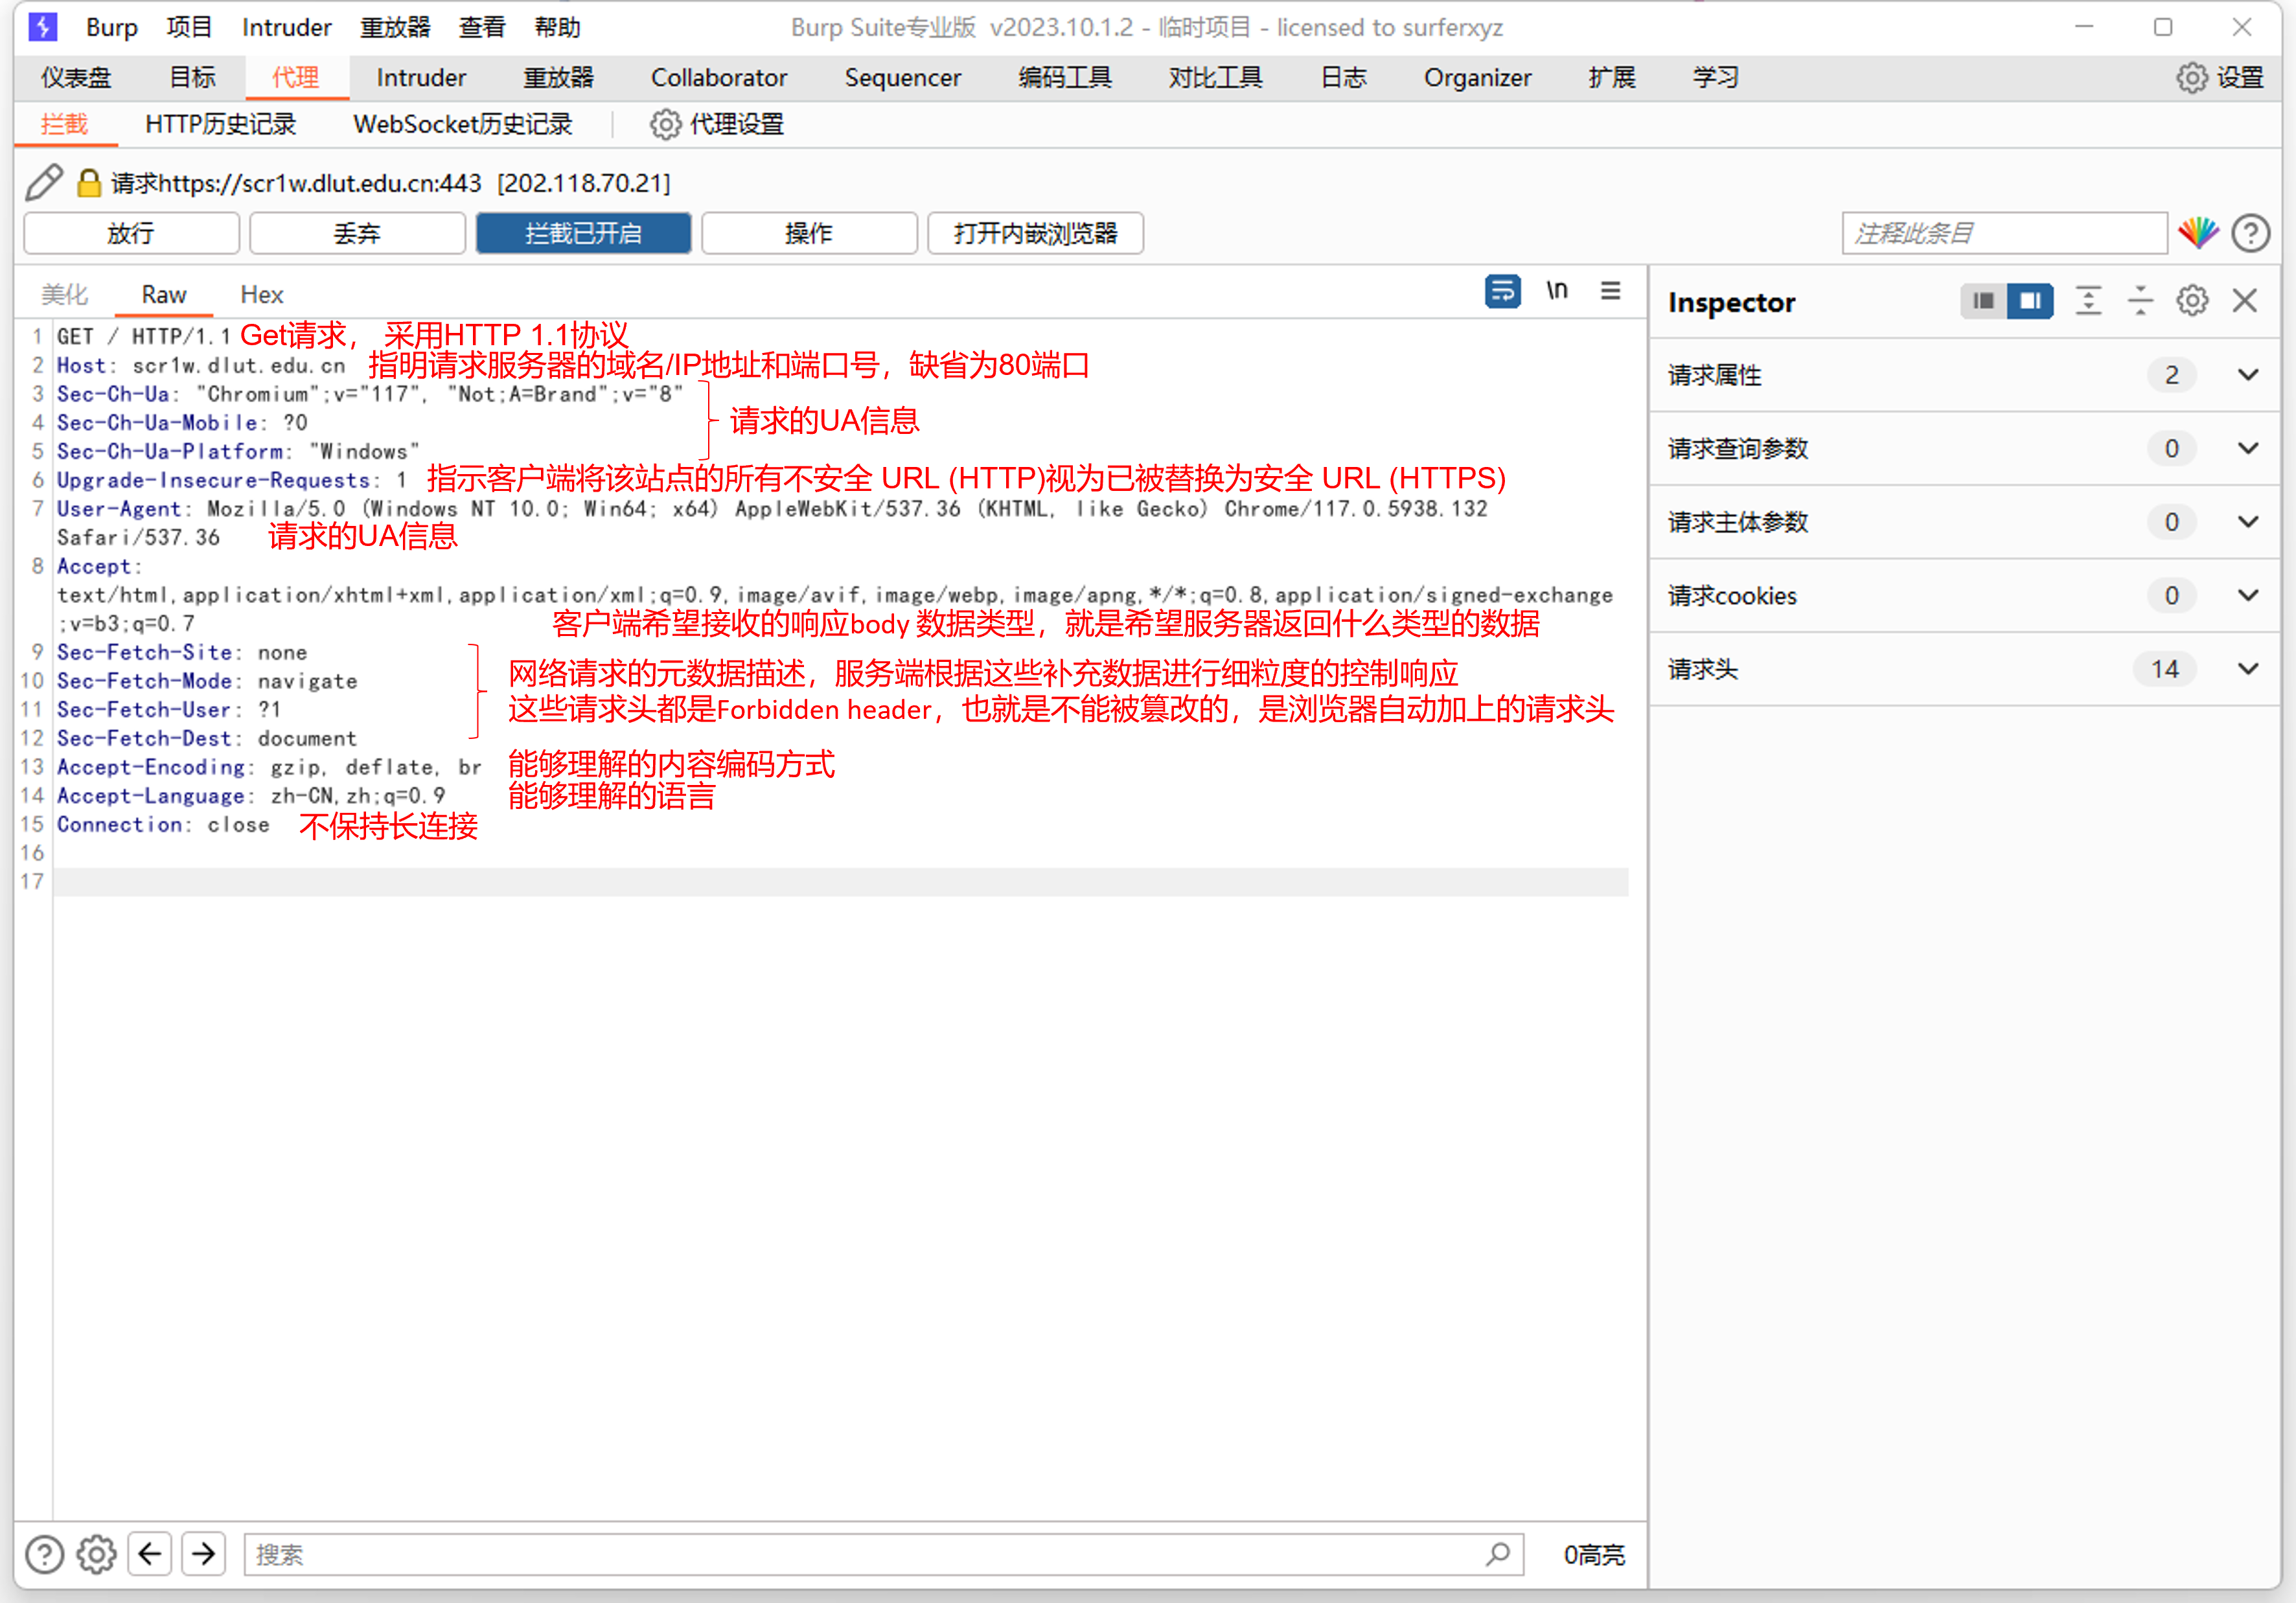 Burp 项目 Intruder 重放器 查看 帮助 Burp Suite专业版 v2023.10.1.2 - 临时项目 - licensed to surferxyz
仪表盘 目标 代理 Intruder 重放器 Collaborator Sequencer 编码工具 对比工具 日志 Organizer 扩展 学习 设置
拦截 HTTP历史记录 WebSocket历史记录 代理设置
请求https://scr1w.dlut.edu.cn:443 [202.118.70.21]
放行 丢弃 拦截已开启 操作 打开内嵌浏览器 注释此条目
美化 Raw Hex \n
1 GET / HTTP/1.1 Get请求， 采用HTTP 1.1协议
2 Host: scr1w.dlut.edu.cn 指明请求服务器的域名/IP地址和端口号，缺省为80端口
3 Sec-Ch-Ua: "Chromium";v="117", "Not;A=Brand";v="8"
请求的UA信息
4 Sec-Ch-Ua-Mobile: ?0
5 Sec-Ch-Ua-Platform: "Windows"
6 Upgrade-Insecure-Requests: 1 指示客户端将该站点的所有不安全 URL (HTTP)视为已被替换为安全 URL (HTTPS)
7 User-Agent: Mozilla/5.0 (Windows NT 10.0; Win64; x64) AppleWebKit/537.36 (KHTML, like Gecko) Chrome/117.0.5938.132
Safari/537.36 请求的UA信息
8 Accept:
text/html,application/xhtml+xml,application/xml;q=0.9,image/avif,image/webp,image/apng,*/*;q=0.8,application/signed-exchange
;v=b3;q=0.7 客户端希望接收的响应body 数据类型，就是希望服务器返回什么类型的数据
9 Sec-Fetch-Site: none
10 Sec-Fetch-Mode: navigate
11 Sec-Fetch-User: ?1
12 Sec-Fetch-Dest: document
网络请求的元数据描述，服务端根据这些补充数据进行细粒度的控制响应
这些请求头都是Forbidden header，也就是不能被篡改的，是浏览器自动加上的请求头
13 Accept-Encoding: gzip, deflate, br 能够理解的内容编码方式
14 Accept-Language: zh-CN,zh;q=0.9 能够理解的语言
15 Connection: close 不保持长连接
16
17
Inspector
请求属性 2
请求查询参数 0
请求主体参数 0
请求cookies 0
请求头 14
搜索 0高亮